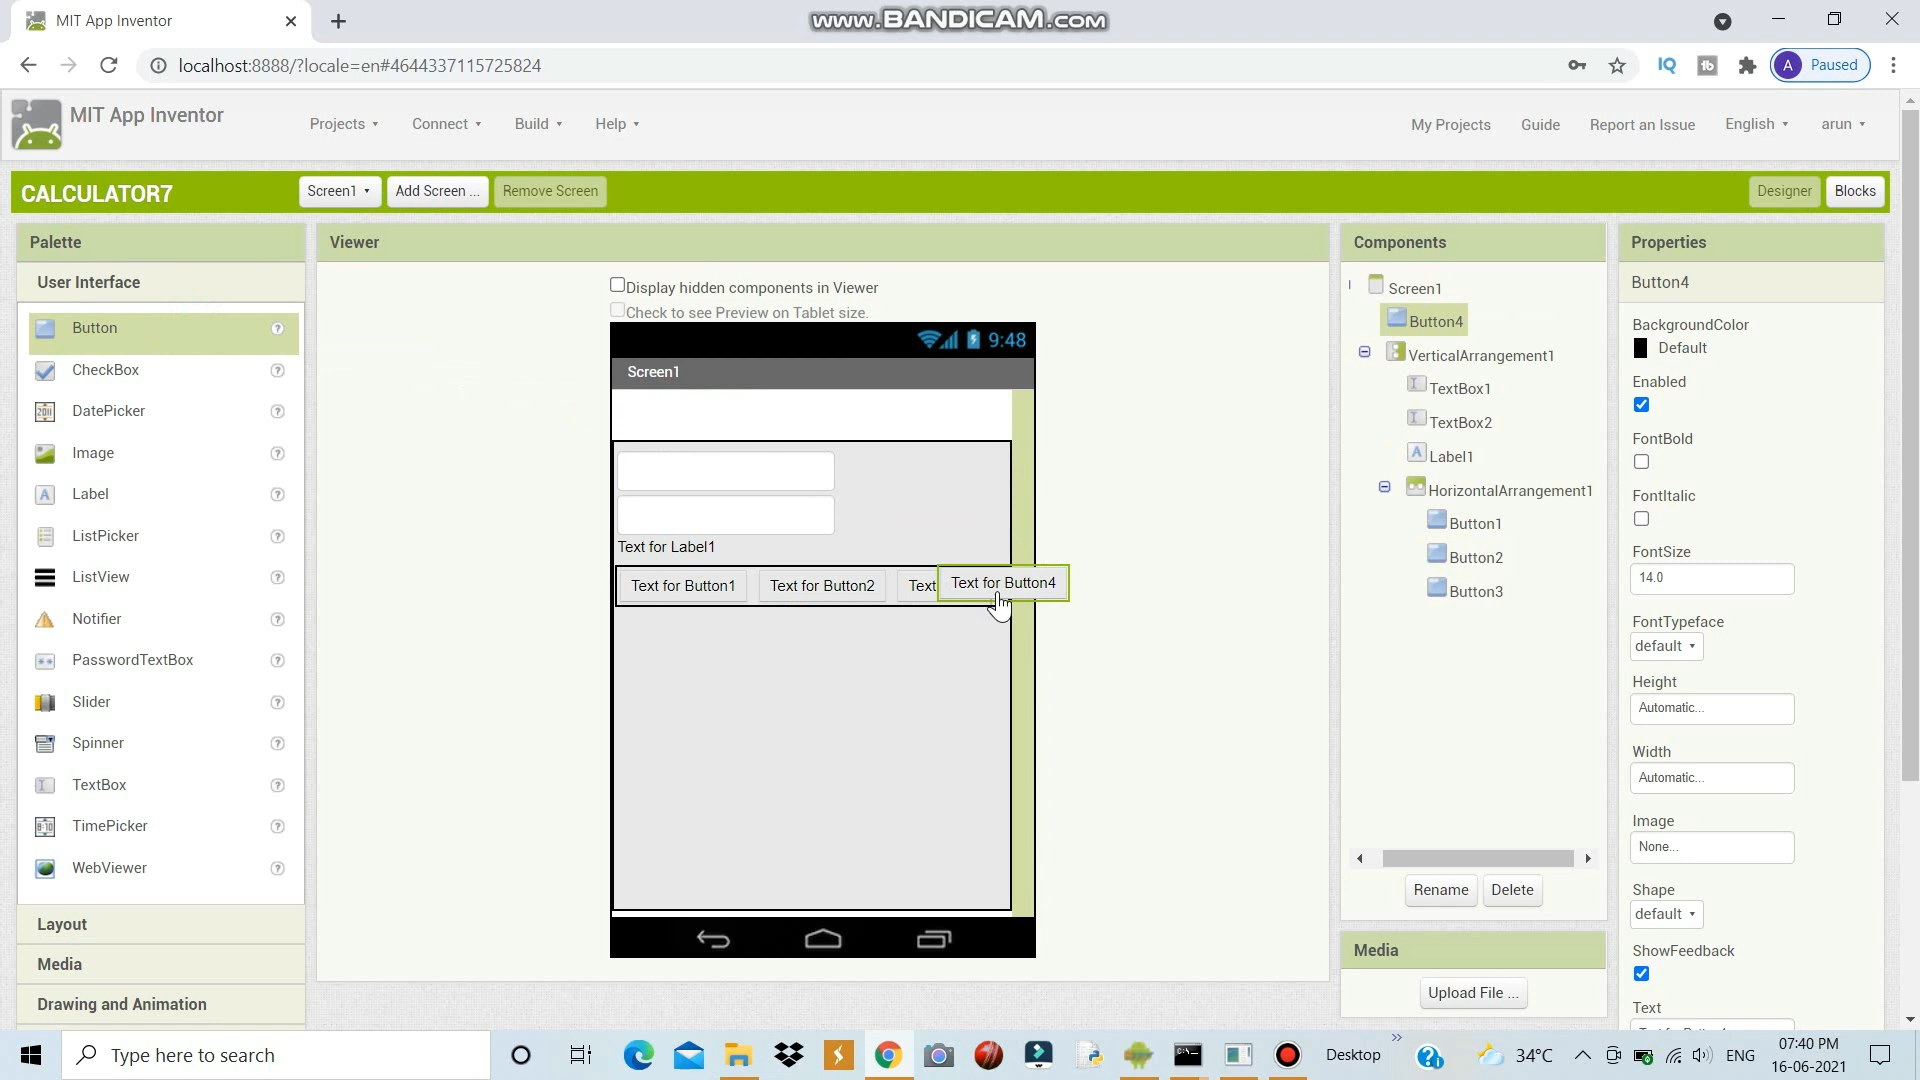 MIT App Inventor
www.BANDICAM.com
localhost:8888/?locale=en#4644337115725824
IQ
tb
A Paused
MIT App Inventor
Projects
Connect
Build
Help
My Projects
Guide
Report an Issue
English
arun
CALCULATOR7
Screen1
Add Screen ...
Remove Screen
Designer
Blocks
Palette
User Interface
Button
CheckBox
DatePicker
Image
Label
ListPicker
ListView
Notifier
PasswordTextBox
Slider
Spinner
TextBox
TimePicker
WebViewer
Layout
Media
Drawing and Animation
Viewer
Display hidden components in Viewer
Check to see Preview on Tablet size.
9:48
Screen1
Text for Label1
Text for Button1
Text for Button2
Text
Text for Button4
Components
Screen1
Button4
VerticalArrangement1
TextBox1
TextBox2
Label1
HorizontalArrangement1
Button1
Button2
Button3
Rename
Delete
Media
Upload File ...
Properties
Button4
BackgroundColor
Default
Enabled
FontBold
FontItalic
FontSize
14.0
FontTypeface
default
Height
Automatic...
Width
Automatic...
Image
None...
Shape
default
ShowFeedback
Text
Type here to search
Desktop
34°C
ENG
07:40 PM
16-06-2021